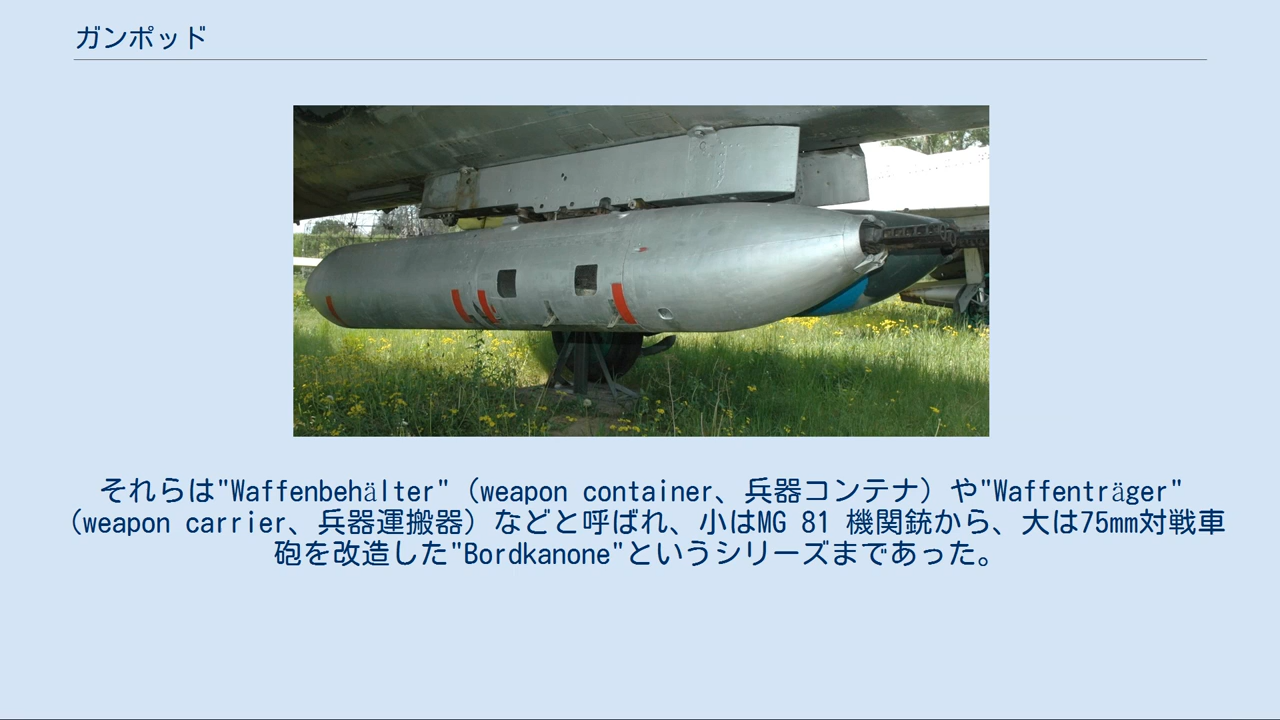 ガンポッド
それらは"Waffenbehälter"（weapon container、兵器コンテナ）や"Waffenträger"
（weapon carrier、兵器運搬器）などと呼ばれ、小はMG 81 機関銃から、大は75mm対戦車
砲を改造した"Bordkanone"というシリーズまであった。